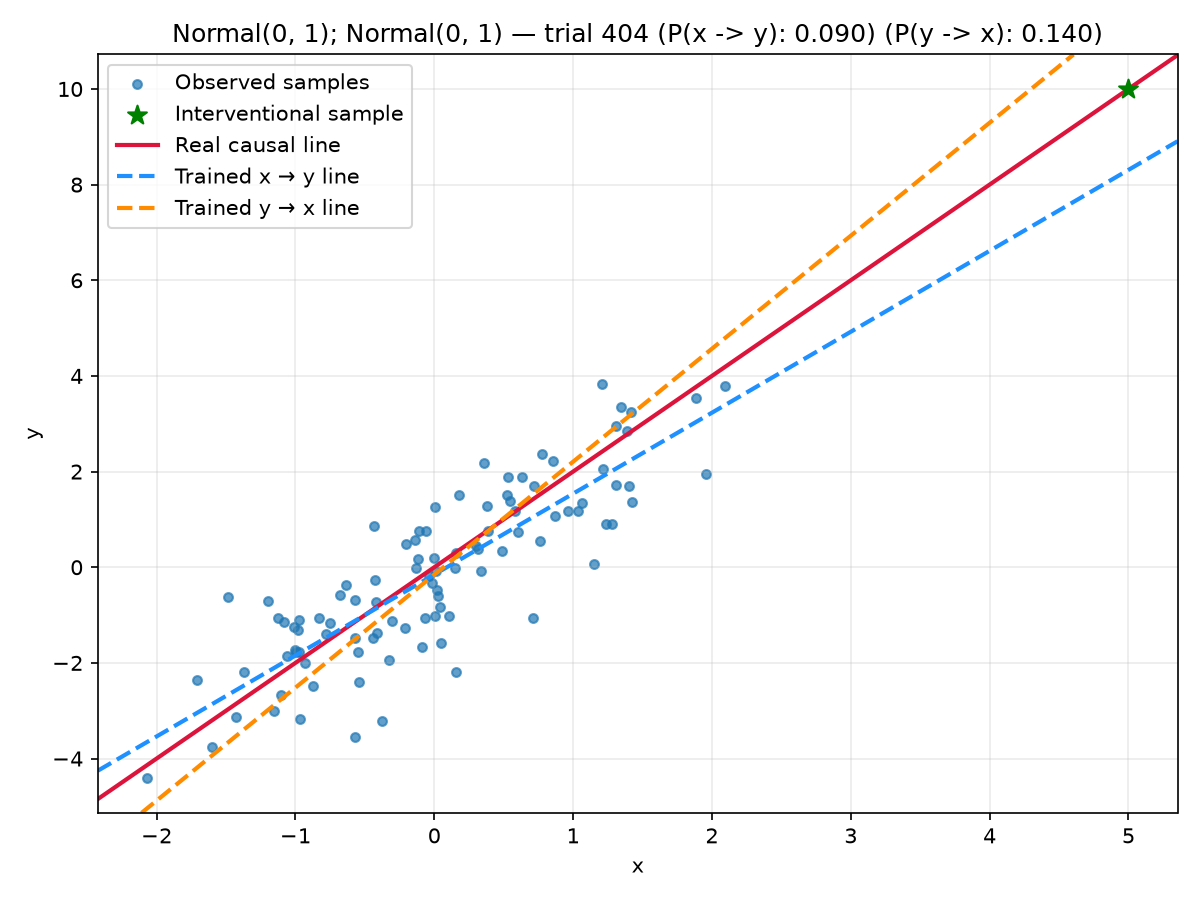 Normal(0, 1); Normal(0, 1) — trial 404 (P(x -> y): 0.090) (P(y -> x): 0.140)
Observed samples
Interventional sample
Real causal line
Trained x → y line
Trained y → x line
10
8
6
4
2
0
−2
−4
y
−2 −1 0 1 2 3 4 5
x